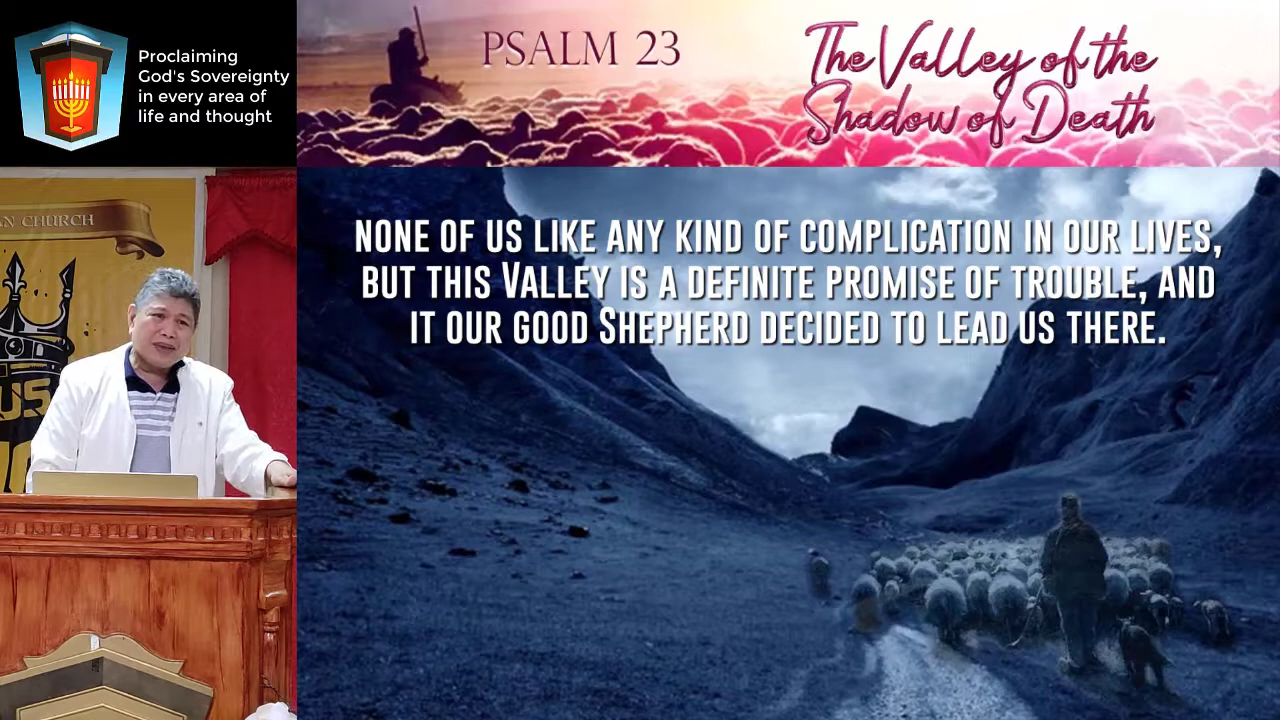 Proclaiming
God's Sovereignty
in every area of
life and thought
PSALM 23
The Valley of the
Shadow of Death
AN CHURCH
US
NONE OF US LIKE ANY KIND OF COMPLICATION IN OUR LIVES,
BUT THIS VALLEY IS A DEFINITE PROMISE OF TROUBLE, AND
IT OUR GOOD SHEPHERD DECIDED TO LEAD US THERE.